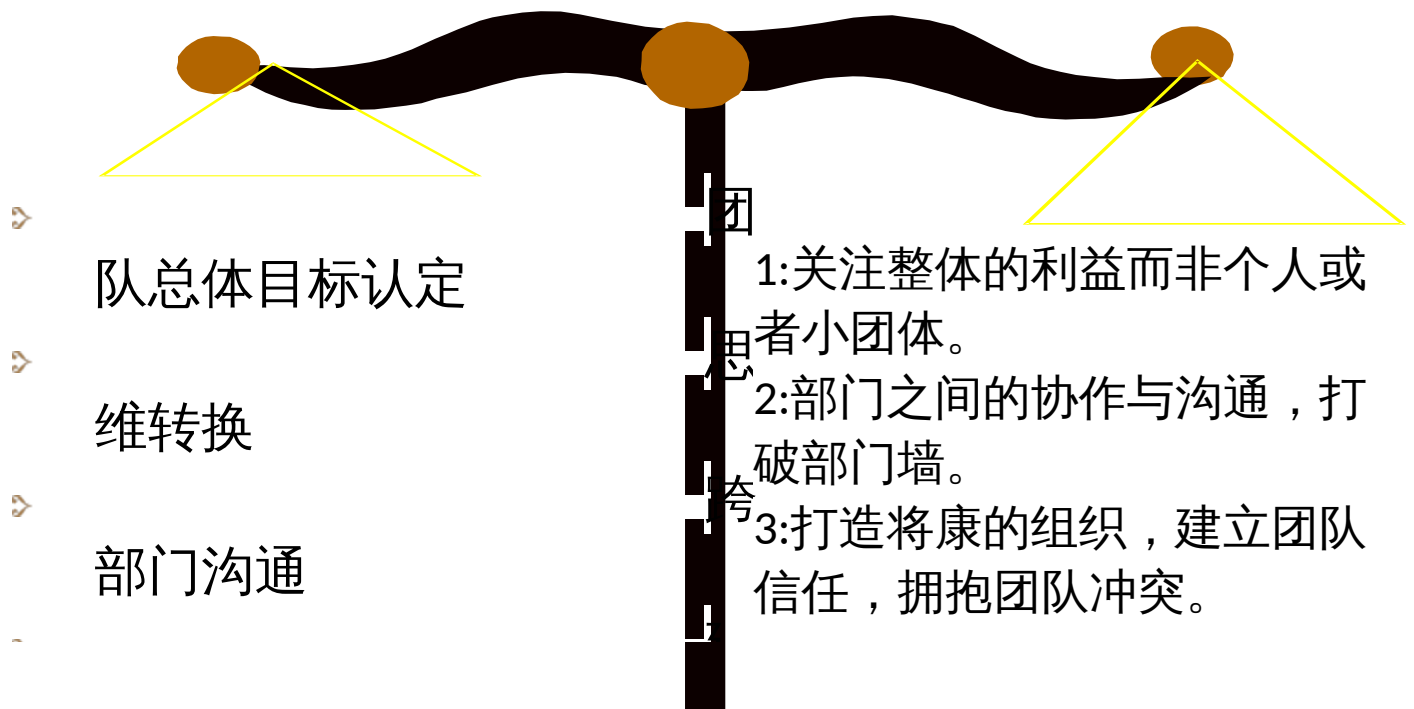 团
队总体目标认定
思
维转换
跨
部门沟通
1:关注整体的利益而非个人或
者小团体。
2:部门之间的协作与沟通，打
破部门墙。
3:打造将康的组织，建立团队
信任，拥抱团队冲突。